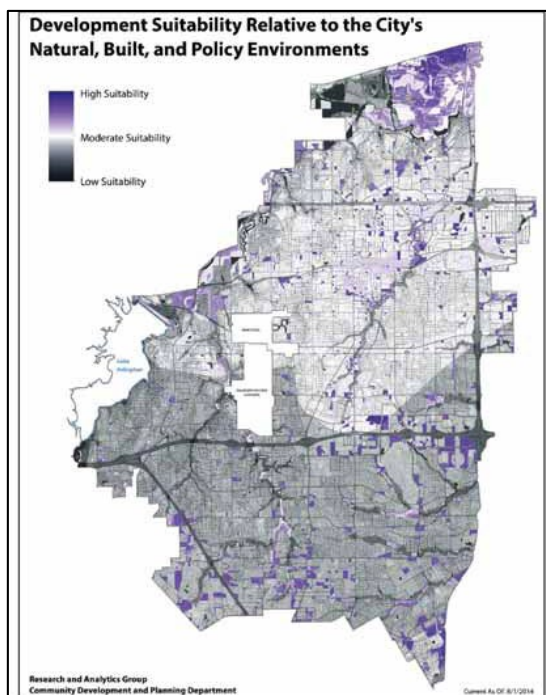 Development Suitability Relative to the City's
Natural, Built, and Policy Environments
High Suitability
Moderate Suitability
Low Suitability
Lake
Arlington
Research and Analytics Group
Community Development and Planning Department
Current As Of: 8/1/2014